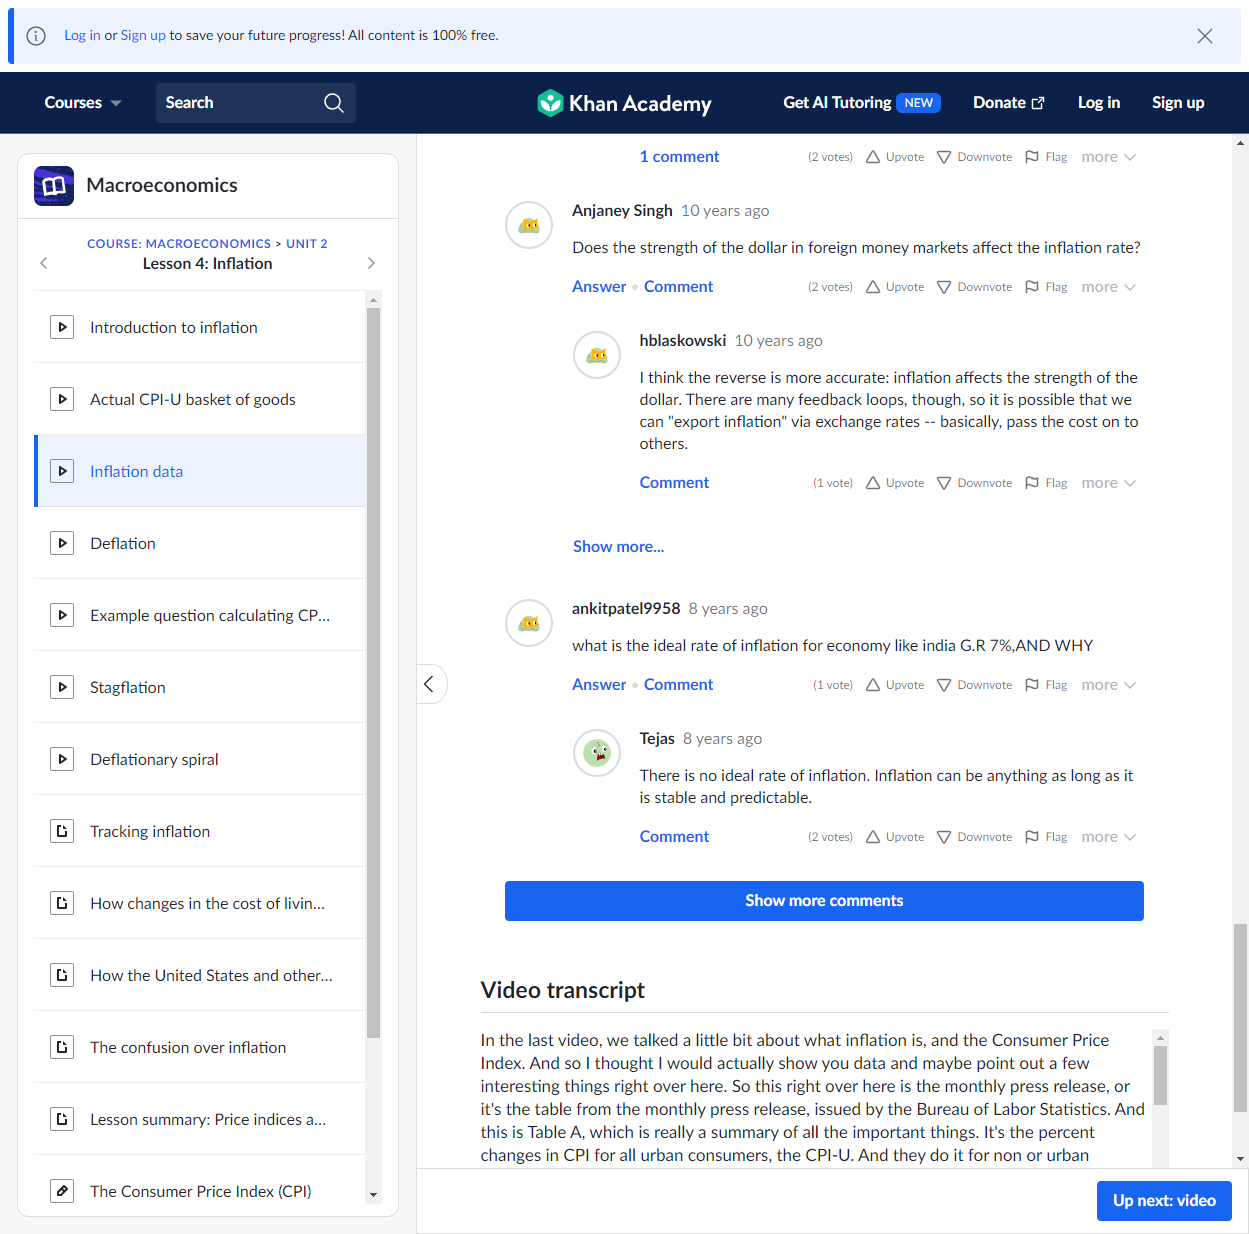 Log in or Sign up to save your future progress! All content is 100% free.
Courses
Search
Khan Academy
Get AI Tutoring NEW
Donate
Log in
Sign up
Macroeconomics
COURSE: MACROECONOMICS > UNIT 2
Lesson 4: Inflation
Introduction to inflation
Actual CPI-U basket of goods
Inflation data
Deflation
Example question calculating CP...
Stagflation
Deflationary spiral
Tracking inflation
How changes in the cost of livin...
How the United States and other...
The confusion over inflation
Lesson summary: Price indices a...
The Consumer Price Index (CPI)
1 comment (2 votes) Upvote Downvote Flag more
Anjaney Singh 10 years ago
Does the strength of the dollar in foreign money markets affect the inflation rate?
Answer • Comment (2 votes) Upvote Downvote Flag more
hblaskowski 10 years ago
I think the reverse is more accurate: inflation affects the strength of the
dollar. There are many feedback loops, though, so it is possible that we
can "export inflation" via exchange rates -- basically, pass the cost on to
others.
Comment (1 vote) Upvote Downvote Flag more
Show more...
ankitpatel9958 8 years ago
what is the ideal rate of inflation for economy like india G.R 7%,AND WHY
Answer • Comment (1 vote) Upvote Downvote Flag more
Tejas 8 years ago
There is no ideal rate of inflation. Inflation can be anything as long as it
is stable and predictable.
Comment (2 votes) Upvote Downvote Flag more
Show more comments
Video transcript
In the last video, we talked a little bit about what inflation is, and the Consumer Price
Index. And so I thought I would actually show you data and maybe point out a few
interesting things right over here. So this right over here is the monthly press release, or
it's the table from the monthly press release, issued by the Bureau of Labor Statistics. And
this is Table A, which is really a summary of all the important things. It's the percent
changes in CPI for all urban consumers, the CPI-U. And they do it for non or urban
Up next: video